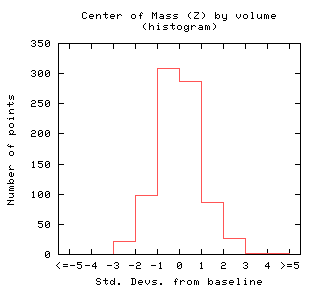 Center of Mass (Z) by volume
(histogram)
350
300
250
200
150
100
50
0
Number of points
<=-5 -4 -3 -2 -1 0 1 2 3 4 >=5
Std. Devs. from baseline